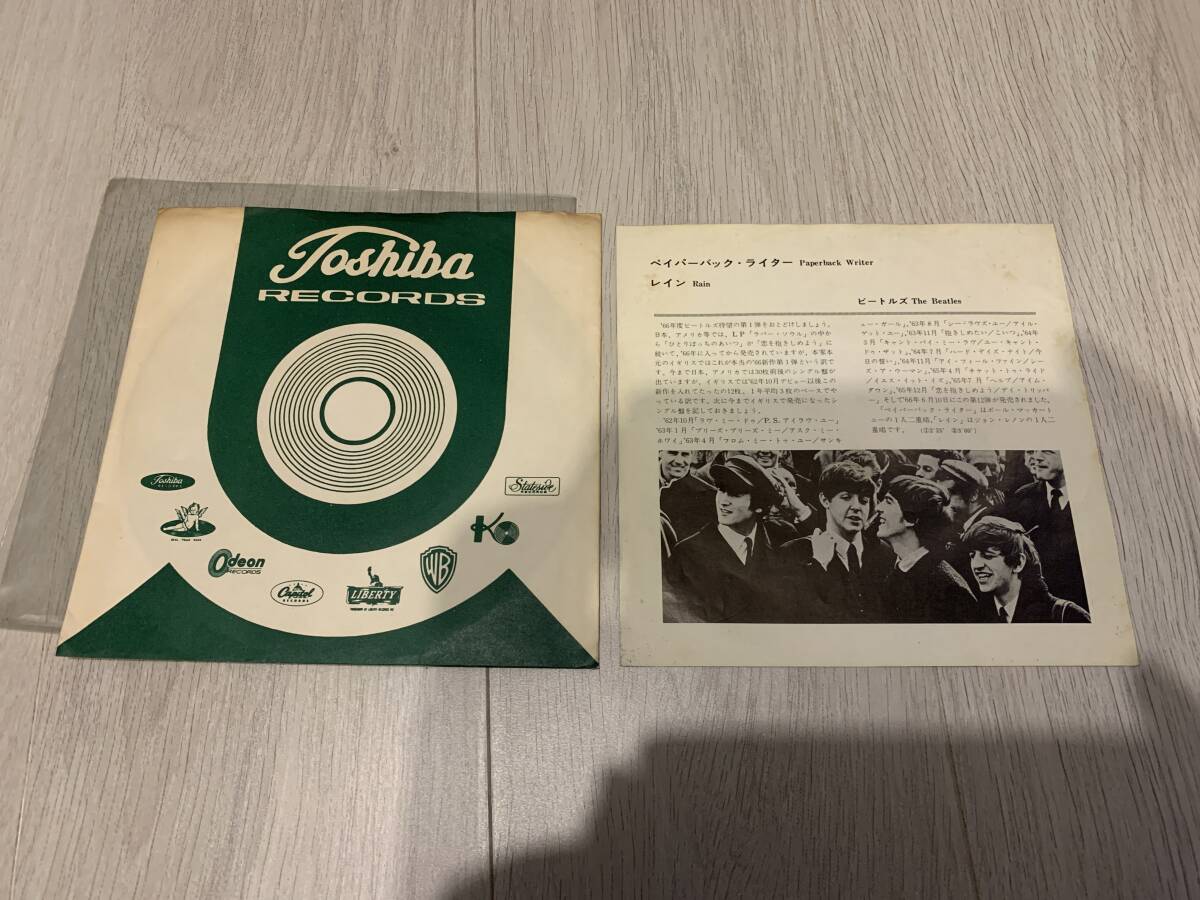 Toshiba
RECORDS
Toshiba
RECORDS
Stateside
RECORDS
Odeon
RECORDS
Capitol
RECORDS
LIBERTY
WB
ペイパーバック・ライター Paperback Writer
レイン Rain
ビートルズ The Beatles
'66年度ビートルズ待望の第1弾をおとどけしましょう。
日本、アメリカ等では、LP「ラバー・ソウル」の中から
「ひとりぼっちのあいつ」が「恋を抱きしめよう」に
続いて、'66年に入ってから発売されていますが、本家本
元のイギリスではこれが本当の'66新作第1弾という訳で
す。今まで日本、アメリカでは30枚前後のシングル盤が
出ていますが、イギリスでは'62年10月デビュー以後この
新作を入れてたったの12枚、1年平均3枚のペースでやっ
ている訳です。次に今までイギリスで発売になったシン
グル盤を記しておきましょう。
'62年10月「ラヴ・ミー・ドゥ/P.S.アイラヴ・ユー」
'63年1月「プリーズ・プリーズ・ミー/アスク・ミー・
ホワイ」'63年4月「フロム・ミー・トゥ・ユー/サンキ
ュー・ガール」、'63年8月「シー・ラヴズ・ユー/アイル・
ゲット・ユー」、'63年11月「抱きしめたい/こいつ」、'64年
3月「キャント・バイ・ミー・ラヴ/ユー・キャント・
ドゥ・ザット」、'64年7月「ハード・デイズ・ナイト/今
日の誓い」、'64年11月「アイ・フィール・ファイン/シー
ズ・ア・ウーマン」、'65年4月「チケット・トゥ・ライド
/イエス・イット・イズ」、'65年7月「ヘルプ/アイム・
ダウン」、'65年12月「恋を抱きしめよう/デイ・トリッパ
ー」、そして'66年6月10日にこの第12弾が発売されました。
「ペイパーバック・ライター」はポール・マッカート
ニーの1人二重唱、「レイン」はジョン・レノンの1人二
重唱です。